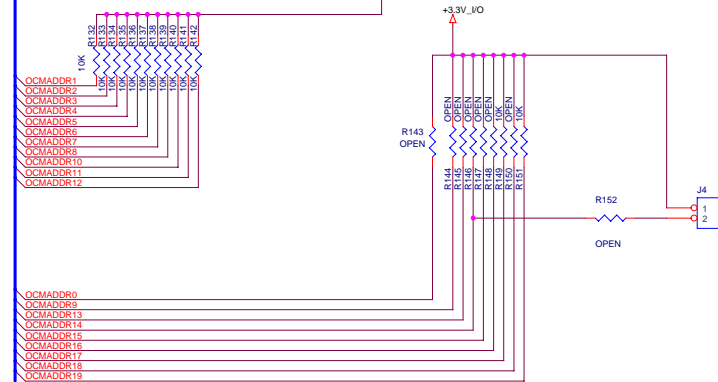 +3.3V_I/O
R132
R133
R134
R135
R136
R137
R138
R139
R140
R141
R142
10K
10K
10K
10K
10K
10K
10K
10K
10K
10K
10K
OCMADDR1
OCMADDR2
OCMADDR3
OCMADDR4
OCMADDR5
OCMADDR6
OCMADDR7
OCMADDR8
OCMADDR10
OCMADDR11
OCMADDR12
OPEN
OPEN
OPEN
OPEN
OPEN
10K
OPEN
10K
R143
OPEN
R144
R145
R146
R147
R148
R149
R150
R151
R152
OPEN
J4
1
2
OCMADDR0
OCMADDR9
OCMADDR13
OCMADDR14
OCMADDR15
OCMADDR16
OCMADDR17
OCMADDR18
OCMADDR19